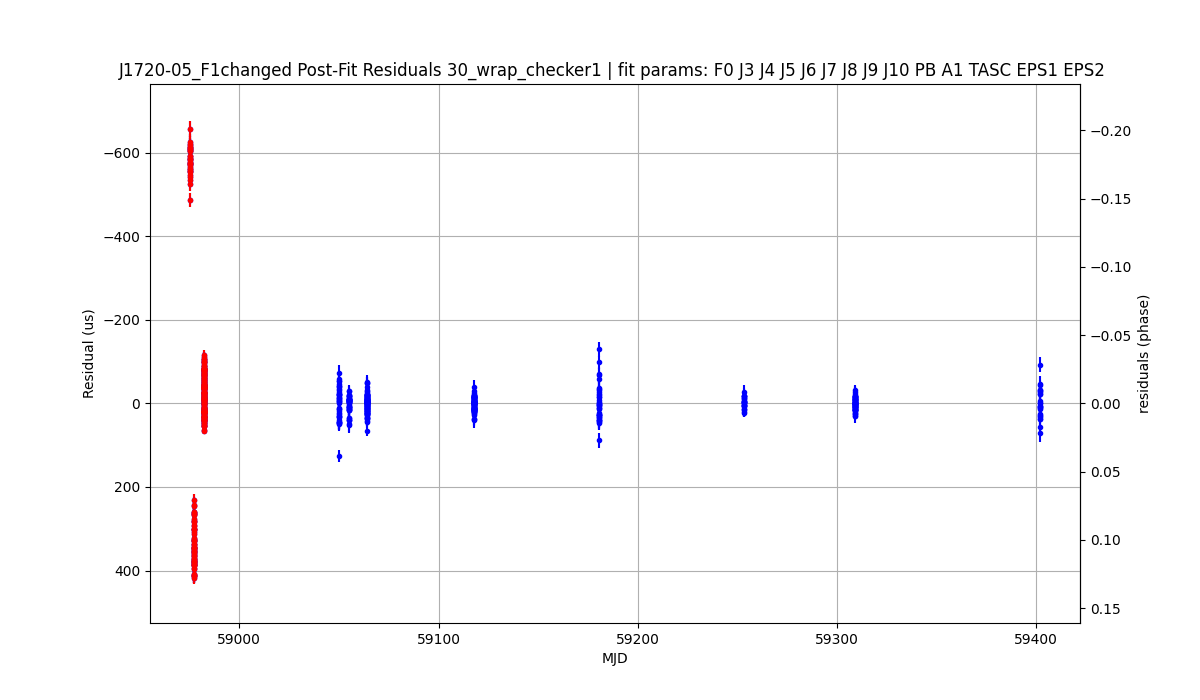 J1720-05_F1changed Post-Fit Residuals 30_wrap_checker1 | fit params: F0 J3 J4 J5 J6 J7 J8 J9 J10 PB A1 TASC EPS1 EPS2
−600
−400
−200
0
200
400
Residual (us)
−0.20
−0.15
−0.10
−0.05
0.00
0.05
0.10
0.15
residuals (phase)
59000 59100 59200 59300 59400
MJD